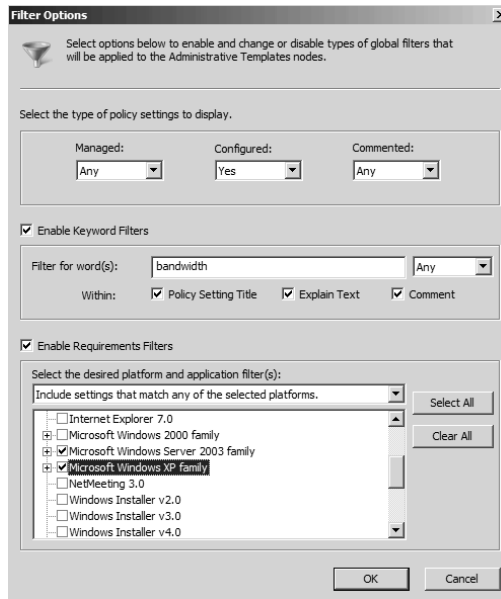 Filter Options
Select options below to enable and change or disable types of global filters that
will be applied to the Administrative Templates nodes.
Select the type of policy settings to display.
Managed: Configured: Commented:
Any Yes Any
Enable Keyword Filters
Filter for word(s): bandwidth Any
Within: Policy Setting Title Explain Text Comment
Enable Requirements Filters
Select the desired platform and application filter(s):
Include settings that match any of the selected platforms. Select All
Internet Explorer 7.0
Microsoft Windows 2000 family Clear All
Microsoft Windows Server 2003 family
Microsoft Windows XP family
NetMeeting 3.0
Windows Installer v2.0
Windows Installer v3.0
Windows Installer v4.0
OK Cancel